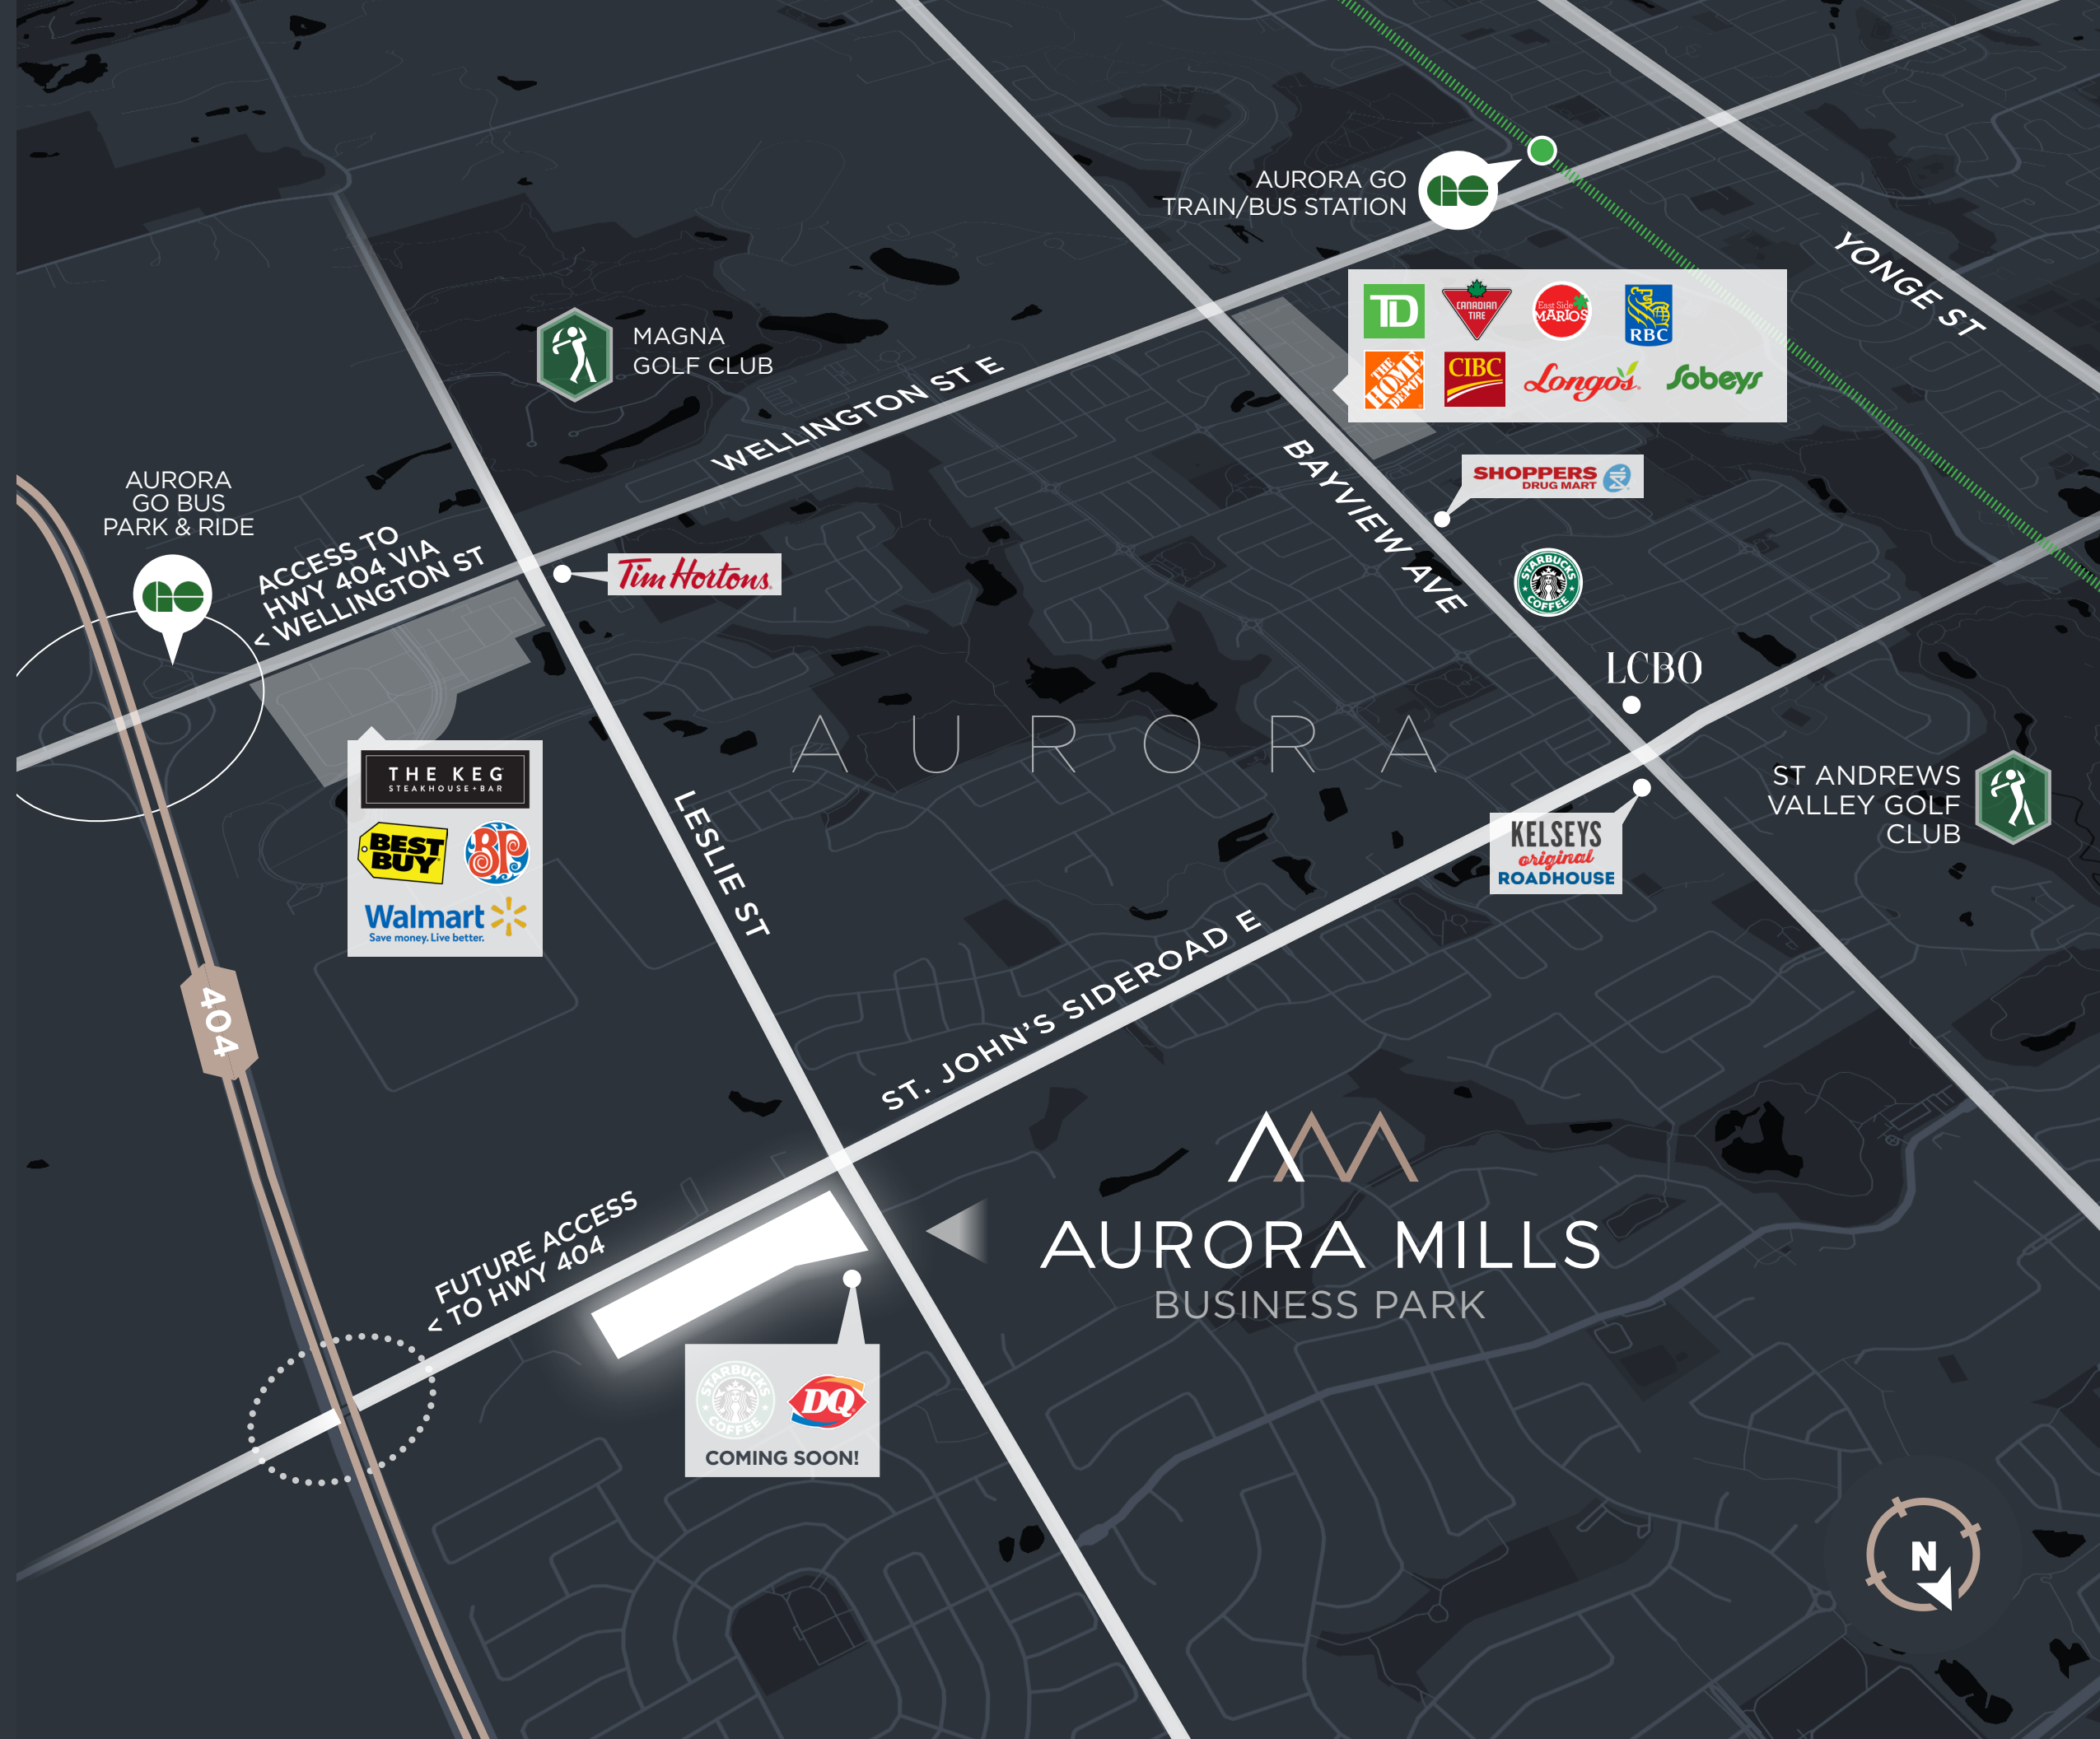 AURORA GO
TRAIN/BUS STATION
GO
YONGE ST
TD
CANADIAN
TIRE
East Side
MARIO'S
RBC
THE
HOME
DEPOT
CIBC
Longo's
Sobeys
MAGNA
GOLF CLUB
WELLINGTON ST E
BAYVIEW AVE
SHOPPERS
DRUG MART
AURORA
GO BUS
PARK & RIDE
GO
ACCESS TO
HWY 404 VIA
< WELLINGTON ST
Tim Hortons
STARBUCKS
COFFEE
LCBO
AURORA
THE KEG
STEAKHOUSE + BAR
BEST
BUY
BP
Walmart
Save money. Live better.
LESLIE ST
ST ANDREWS
VALLEY GOLF
CLUB
KELSEYS
original
ROADHOUSE
ST. JOHN'S SIDEROAD E
404
AURORA MILLS
BUSINESS PARK
FUTURE ACCESS
< TO HWY 404
STARBUCKS
COFFEE
DQ
COMING SOON!
N